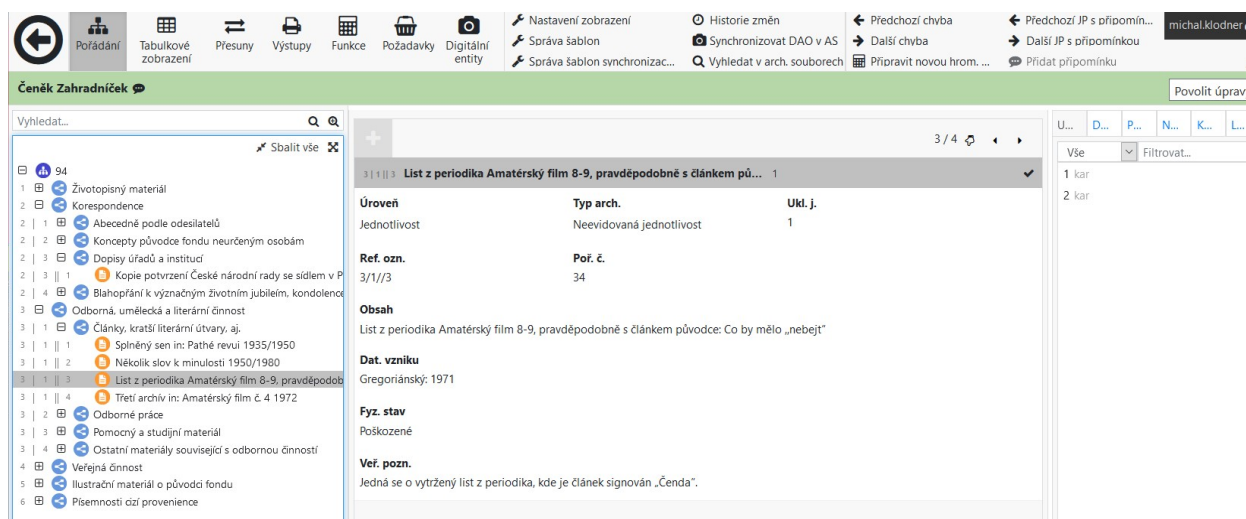 Pořádání
Tabulkové
zobrazení
Přesuny
Výstupy
Funkce
Požadavky
Digitální
entity
Nastavení zobrazení
Správa šablon
Správa šablon synchronizac...
Historie změn
Synchronizovat DAO v AS
Vyhledat v arch. souborech
Předchozí chyba
Další chyba
Připravit novou hrom. ...
Předchozí JP s připomín...
Další JP s připomínkou
Přidat připomínku
michal.klodner
Čeněk Zahradníček
Povolit úprav
Vyhledat...
Sbalit vše
94
1 Životopisný materiál
2 Korespondence
2 | 1 Abecedně podle odesilatelů
2 | 2 Koncepty původce fondu neurčeným osobám
2 | 3 Dopisy úřadů a institucí
2 | 3 || 1 Kopie potvrzení České národní rady se sídlem v P
2 | 4 Blahopřání k význačným životním jubileím, kondolence
3 Odborná, umělecká a literární činnost
3 | 1 Články, kratší literární útvary, aj.
3 | 1 || 1 Splněný sen in: Pathé revui 1935/1950
3 | 1 || 2 Několik slov k minulosti 1950/1980
3 | 1 || 3 List z periodika Amatérský film 8-9, pravděpodob
3 | 1 || 4 Třetí archív in: Amatérský film č. 4 1972
3 | 2 Odborné práce
3 | 3 Pomocný a studijní materiál
3 | 4 Ostatní materiály související s odbornou činností
4 Veřejná činnost
5 Ilustrační materiál o původci fondu
6 Písemnosti cizí provenience
3 / 4
3 | 1 || 3 List z periodika Amatérský film 8-9, pravděpodobně s článkem pů... 1
Úroveň Typ arch. Ukl. j.
Jednotlivost Neevidovaná jednotlivost 1
Ref. ozn. Poř. č.
3/1//3 34
Obsah
List z periodika Amatérský film 8-9, pravděpodobně s článkem původce: Co by mělo „nebejt"
Dat. vzniku
Gregoriánský: 1971
Fyz. stav
Poškozené
Veř. pozn.
Jedná se o vytržený list z periodika, kde je článek signován „Čenda".
U... D... P... N... K... L...
Vše Filtrovat...
1 kar
2 kar